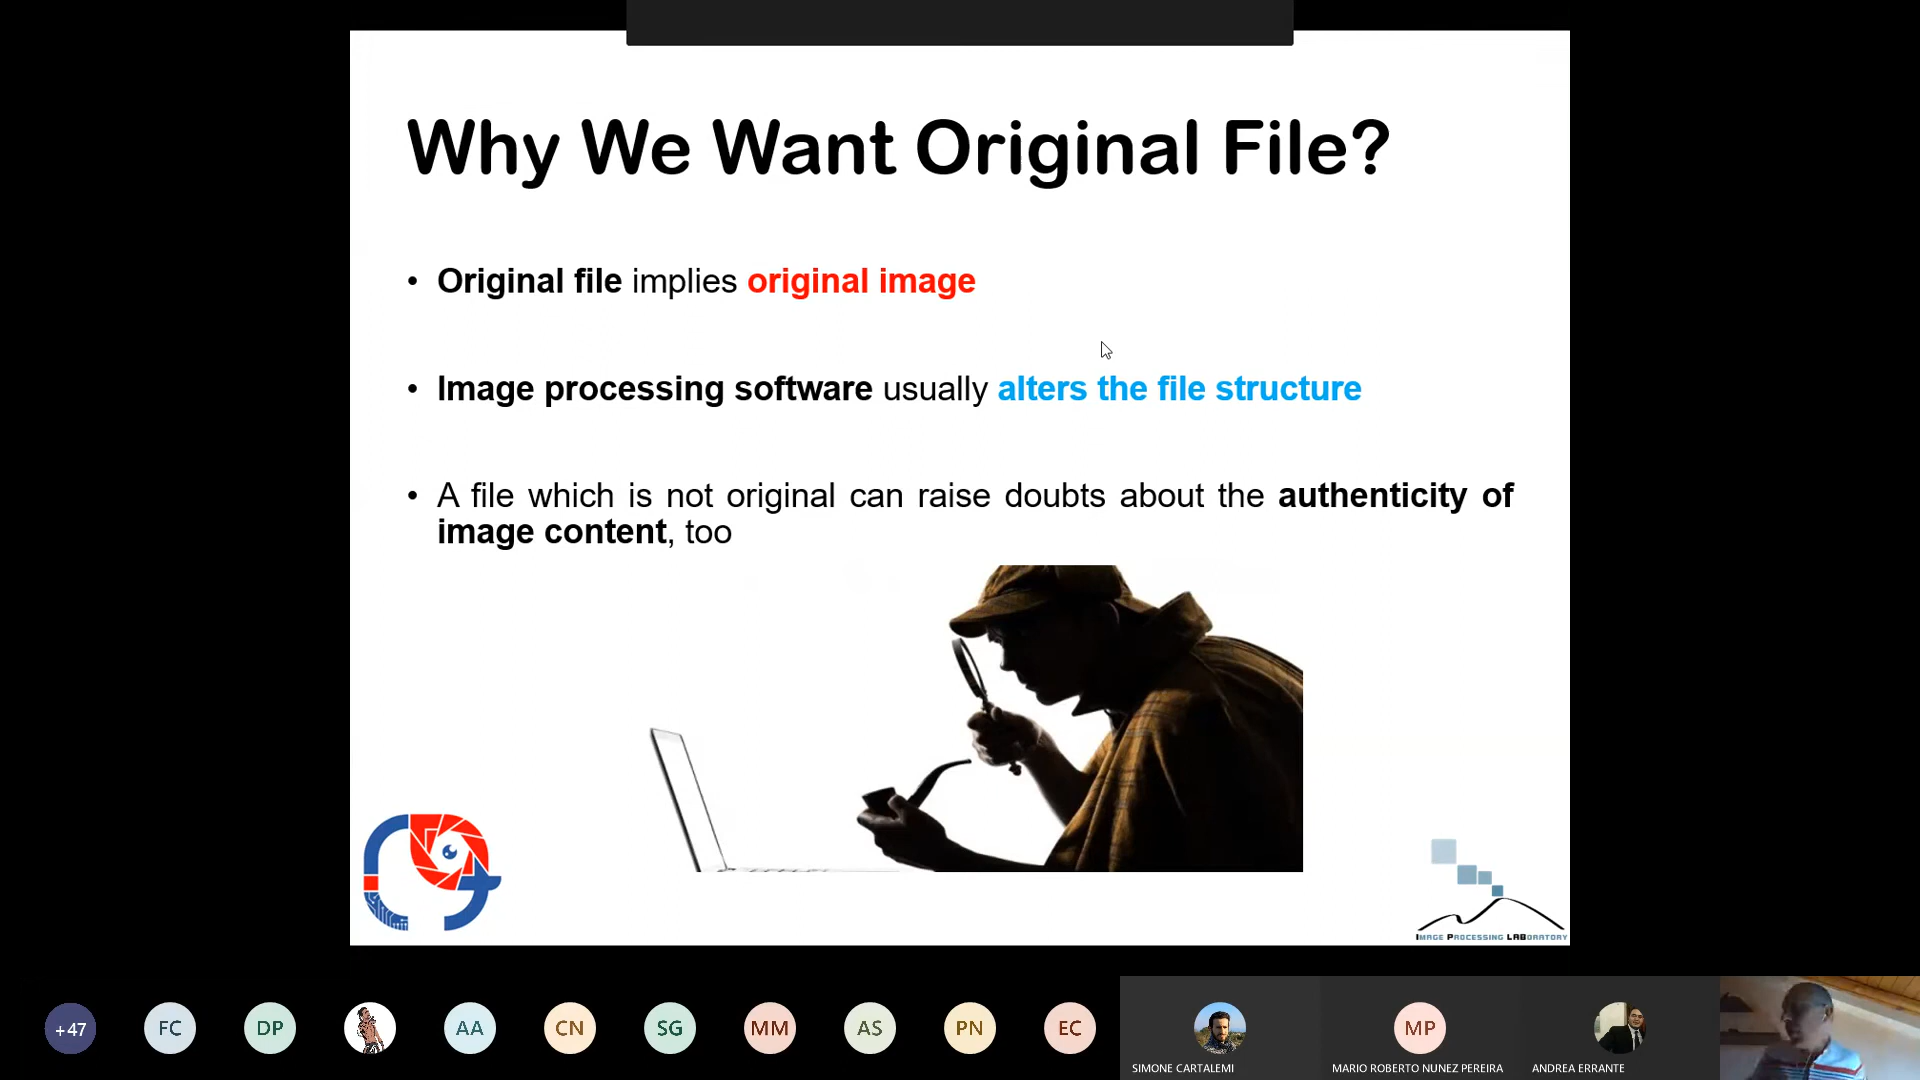 Why We Want Original File?
• Original file implies original image
• Image processing software usually alters the file structure
• A file which is not original can raise doubts about the authenticity of
image content, too
IMAGE PROCESSING LABORATORY
+47
FC
DP
AA
CN
SG
MM
AS
PN
EC
MP
SIMONE CARTALEMI
MARIO ROBERTO NUNEZ PEREIRA
ANDREA ERRANTE